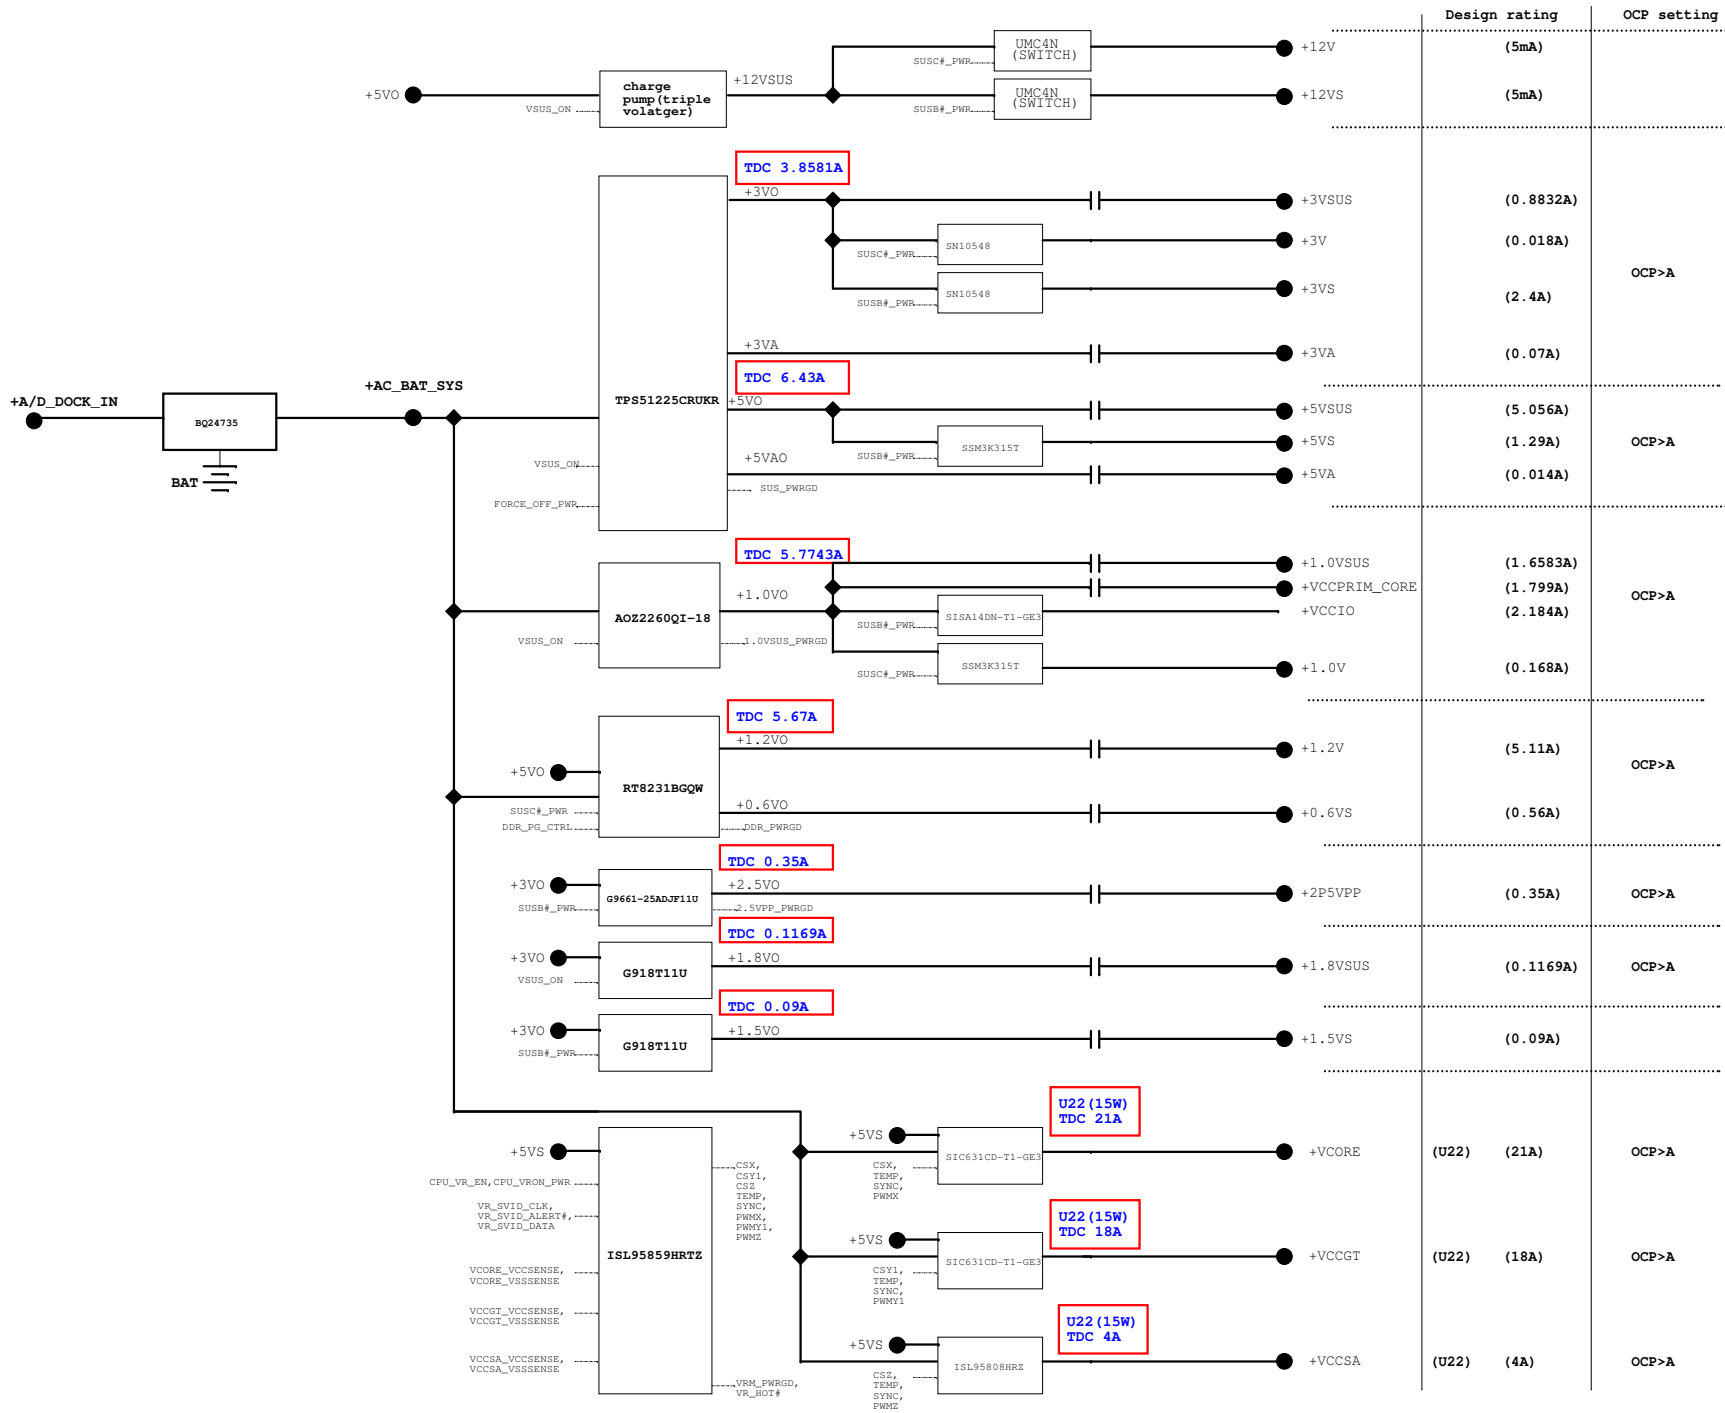 Design rating
OCP setting
UMC4N
(SWITCH)
SUSC#_PWR
+12V
(5mA)
+5VO
VSUS_ON
charge
pump(triple
volatger)
+12VSUS
UMC4N
(SWITCH)
SUSB#_PWR
+12VS
(5mA)
TDC 3.8581A
+3VO
+3VSUS
(0.8832A)
SN10548
SUSC#_PWR
+3V
(0.018A)
OCP>A
SN10548
SUSB#_PWR
+3VS
(2.4A)
+3VA
+3VA
(0.07A)
TDC 6.43A
+A/D_DOCK_IN
BQ24735
BAT
+AC_BAT_SYS
TPS51225CRUKR
+5VO
+5VSUS
(5.056A)
SSM3K315T
SUSB#_PWR
+5VS
(1.29A)
OCP>A
VSUS_ON
+5VAO
+5VA
(0.014A)
SUS_PWRGD
FORCE_OFF_PWR
TDC 5.7743A
+1.0VSUS
(1.6583A)
+VCCPRIM_CORE
(1.799A)
OCP>A
+1.0VO
AOZ2260QI-18
VSUS_ON
1.0VSUS_PWRGD
SISA14DN-T1-GE3
SUSB#_PWR
+VCCIO
(2.184A)
SSM3K315T
SUSC#_PWR
+1.0V
(0.168A)
TDC 5.67A
+1.2VO
+1.2V
(5.11A)
+5VO
RT8231BGQW
OCP>A
SUSC#_PWR
DDR_PG_CTRL
+0.6VO
DDR_PWRGD
+0.6VS
(0.56A)
TDC 0.35A
+3VO
SUSB#_PWR
G9661-25ADJF11U
+2.5VO
2.5VPP_PWRGD
+2P5VPP
(0.35A)
OCP>A
TDC 0.1169A
+3VO
VSUS_ON
G918T11U
+1.8VO
+1.8VSUS
(0.1169A)
OCP>A
TDC 0.09A
+3VO
SUSB#_PWR
G918T11U
+1.5VO
+1.5VS
(0.09A)
U22(15W)
TDC 21A
+5VS
CPU_VR_EN,CPU_VRON_PWR
VR_SVID_CLK,
VR_SVID_ALERT#,
VR_SVID_DATA
ISL95859HRTZ
CSX,
CSY1,
CSZ
TEMP,
SYNC,
PWMX,
PWMY1,
PWMZ
+5VS
SIC631CD-T1-GE3
CSX,
TEMP,
SYNC,
PWMX
+VCORE
(U22)
(21A)
OCP>A
U22(15W)
TDC 18A
+5VS
SIC631CD-T1-GE3
CSY1,
TEMP,
SYNC,
PWMY1
+VCCGT
(U22)
(18A)
OCP>A
VCORE_VCCSENSE,
VCORE_VSSSENSE
VCCGT_VCCSENSE,
VCCGT_VSSSENSE
VCCSA_VCCSENSE,
VCCSA_VSSSENSE
VRM_PWRGD,
VR_HOT#
U22(15W)
TDC 4A
+5VS
ISL95808HRZ
CSZ,
TEMP,
SYNC,
PWMZ
+VCCSA
(U22)
(4A)
OCP>A